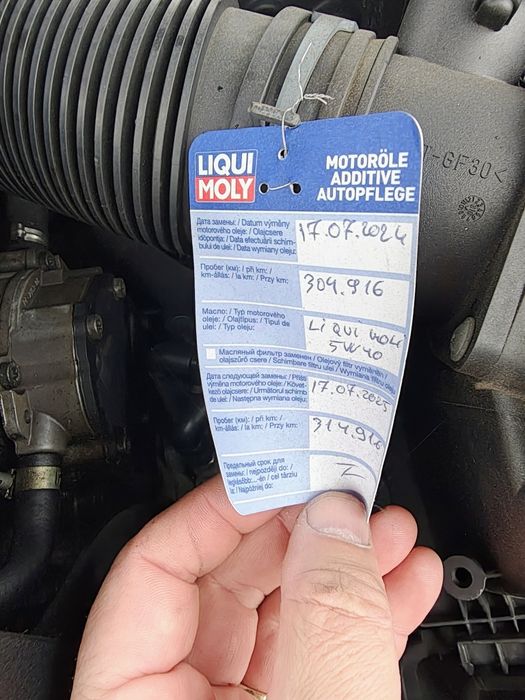 LIQUI
MOLY
MOTORÖLE
ADDITIVE
AUTOPFLEGE
Дата замены: / Datum výměny
motorového oleje: / Olajcsere
időpontja: / Data efectuării schim-
bului de ulei: / Data wymiany oleju:
17.07.2024
Пробег (км): / při km: /
km-állás: / la km: / Przy km:
304.916
Масло: / Typ motorového
oleje: / Olajtípus: / Tipul de
ulei: / Typ oleju:
LIQUI MOLY
5W40
Масляный фильтр заменен / Olejový filtr vyměněn /
olajszűrő csere / Schimbare filtru ulei / Wymiana filtru oleju
Дата следующей замены: / Příští
výměna motorového oleje: / Követ-
kező olajcsere: / Următorul schimb
de ulei: / Następna wymiana oleju:
17.07.2025
Пробег (км): / při km: /
km-állás: / la km: / Przy km:
314.916
Предельный срок для
замены: / nejpozději do: /
legkésőbb:...-én / cel târziu
la: / Najpóźniej do:
-GF30<